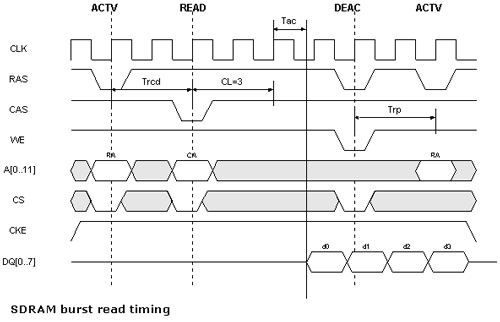 ACTV READ DEAC ACTV
Tac
CLK
RAS
Trcd CL=3
CAS
Trp
WE
RA CA RA
A[0..11]
CS
CKE
d0 d1 d2 d3
DQ[0..7]
SDRAM burst read timing